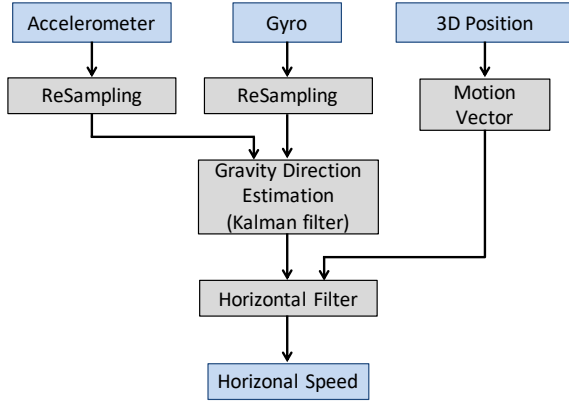 Accelerometer
Gyro
3D Position
ReSampling
ReSampling
Motion
Vector
Gravity Direction
Estimation
(Kalman filter)
Horizontal Filter
Horizonal Speed